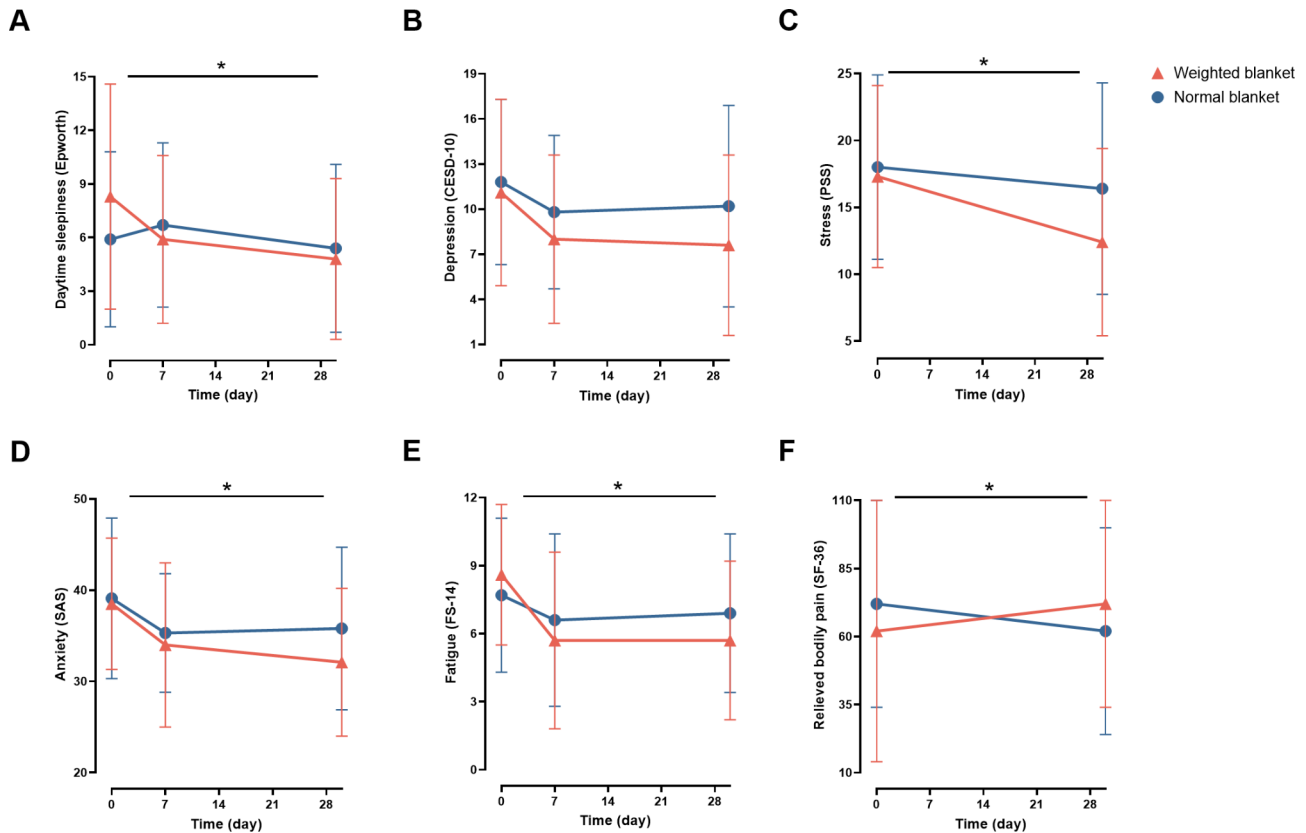 A
B
C
*
*
Weighted blanket
Normal blanket
Daytime sleepiness (Epworth)
15
12
9
6
3
0
0 7 14 21 28
Time (day)
Depression (CESD-10)
19
16
13
10
7
4
1
0 7 14 21 28
Time (day)
Stress (PSS)
25
20
15
10
5
0 7 14 21 28
Time (day)
D
E
F
*
*
*
Anxiety (SAS)
50
40
30
20
0 7 14 21 28
Time (day)
Fatigue (FS-14)
12
9
6
3
0
0 7 14 21 28
Time (day)
Relieved bodily pain (SF-36)
110
85
60
35
10
0 7 14 21 28
Time (day)